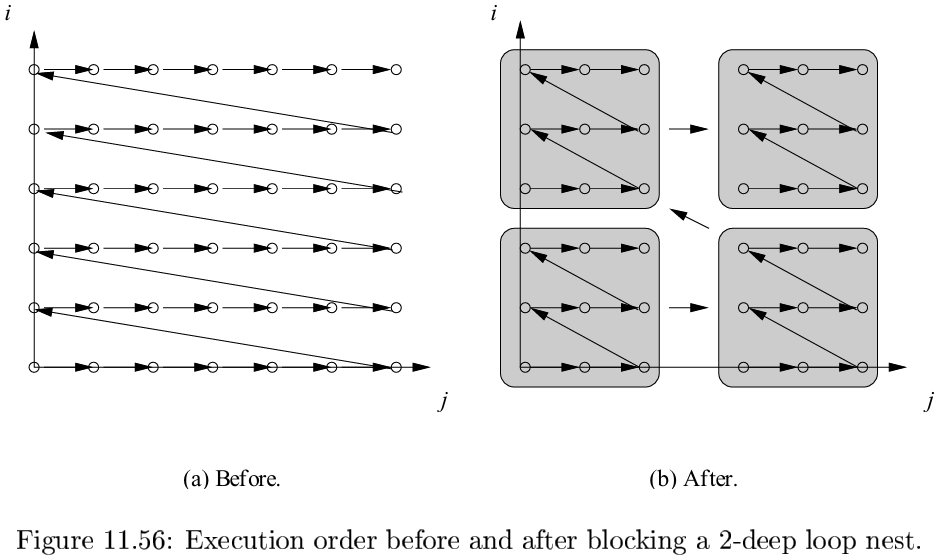 i
i
j
j
(a) Before.
(b) After.
Figure 11.56: Execution order before and after blocking a 2-deep loop nest.